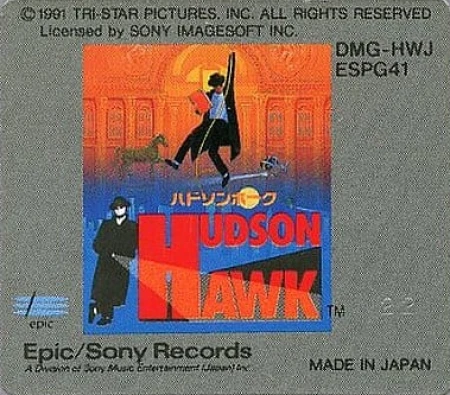 ©1991 TRI-STAR PICTURES, INC. ALL RIGHTS RESERVED
Licensed by SONY IMAGESOFT INC.
DMG-HWJ
ESPG41
ハドソンホーク
HUDSON
HAWK TM
22
epic
Epic/Sony Records
A Division of Sony Music Entertainment (Japan) Inc.
MADE IN JAPAN